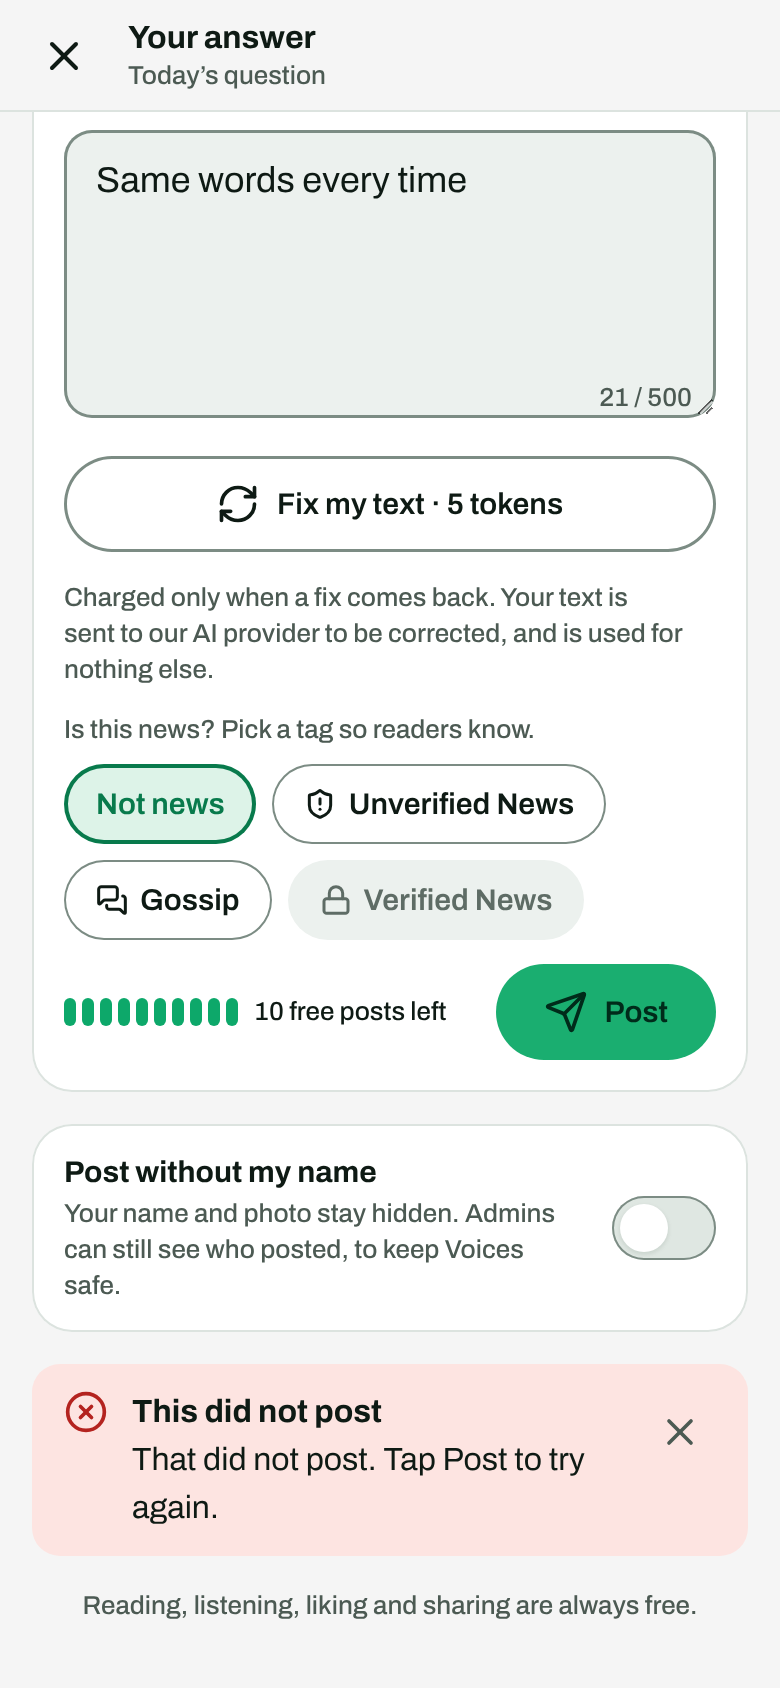 Your answer
Today’s question
Same words every time
21 / 500
Fix my text · 5 tokens
Charged only when a fix comes back. Your text is
sent to our AI provider to be corrected, and is used for
nothing else.
Is this news? Pick a tag so readers know.
Not news
Unverified News
Gossip
Verified News
10 free posts left
Post
Post without my name
Your name and photo stay hidden. Admins
can still see who posted, to keep Voices
safe.
This did not post
That did not post. Tap Post to try
again.
Reading, listening, liking and sharing are always free.